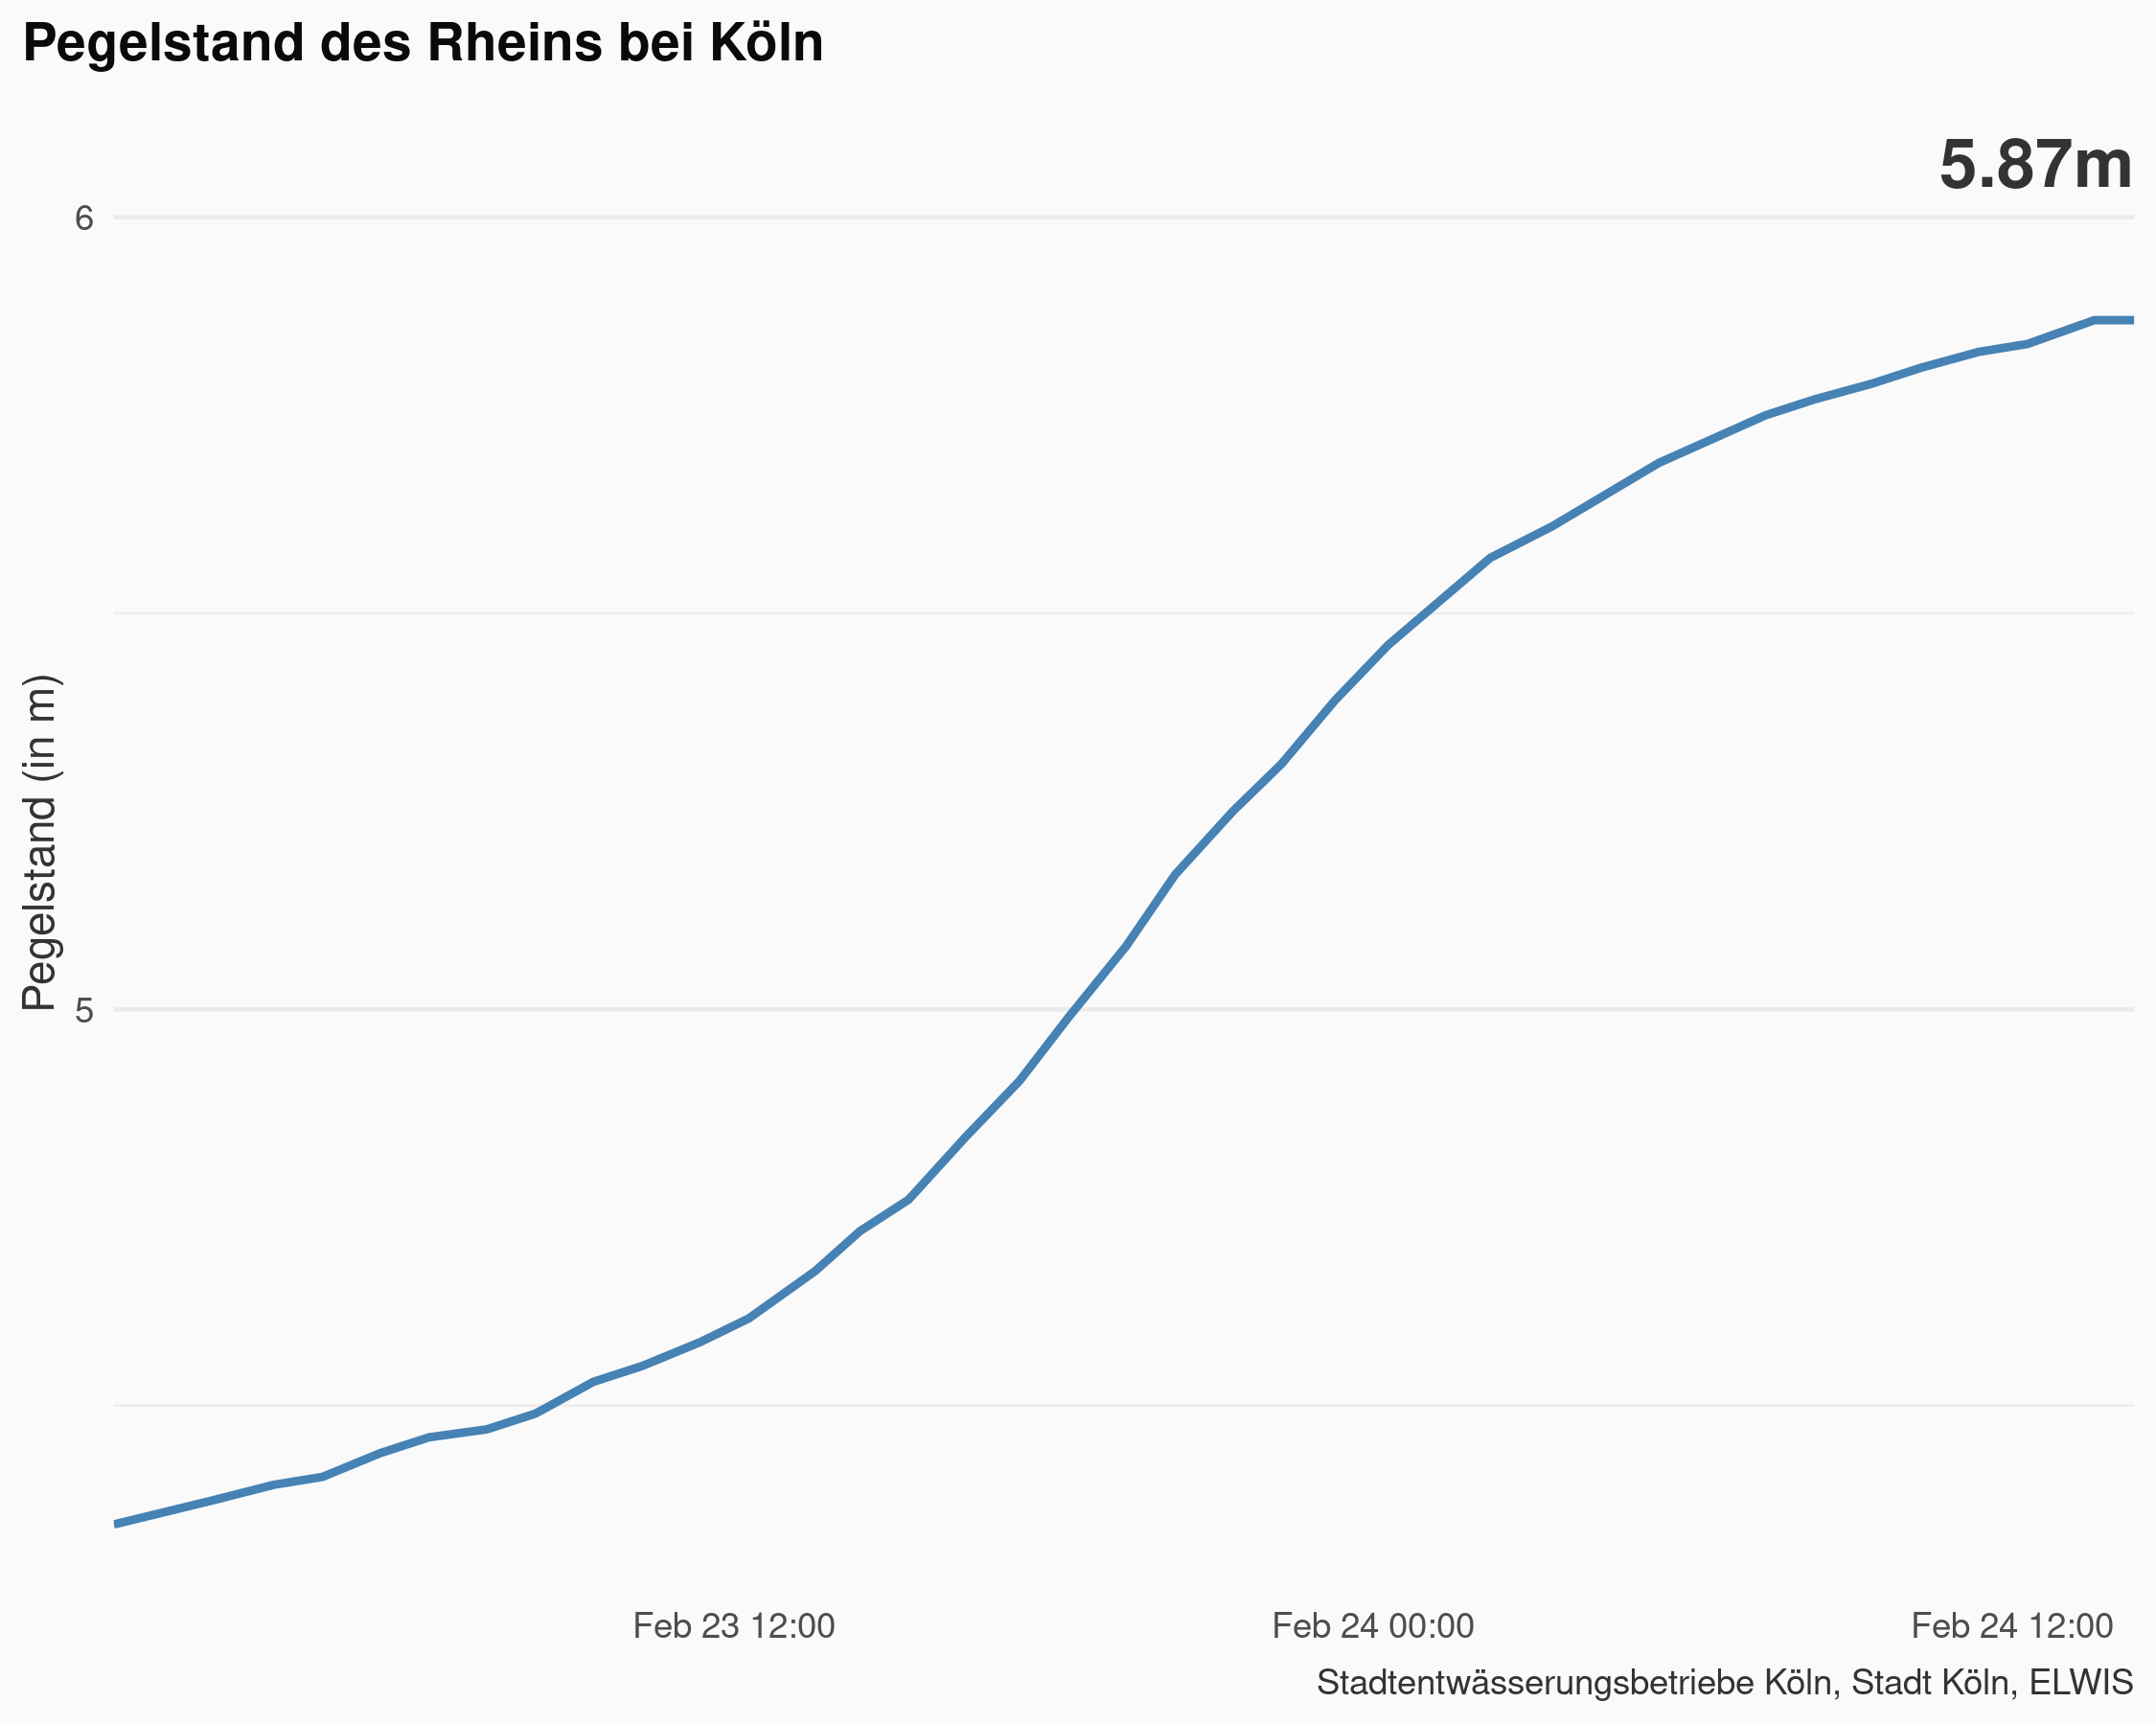 Pegelstand des Rheins bei Köln
5.87m
6
Pegelstand (in m)
5
Feb 23 12:00
Feb 24 00:00
Feb 24 12:00
Stadtentwässerungsbetriebe Köln, Stadt Köln, ELWIS